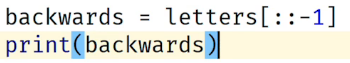 backwards = letters[::-1]
print(backwards)